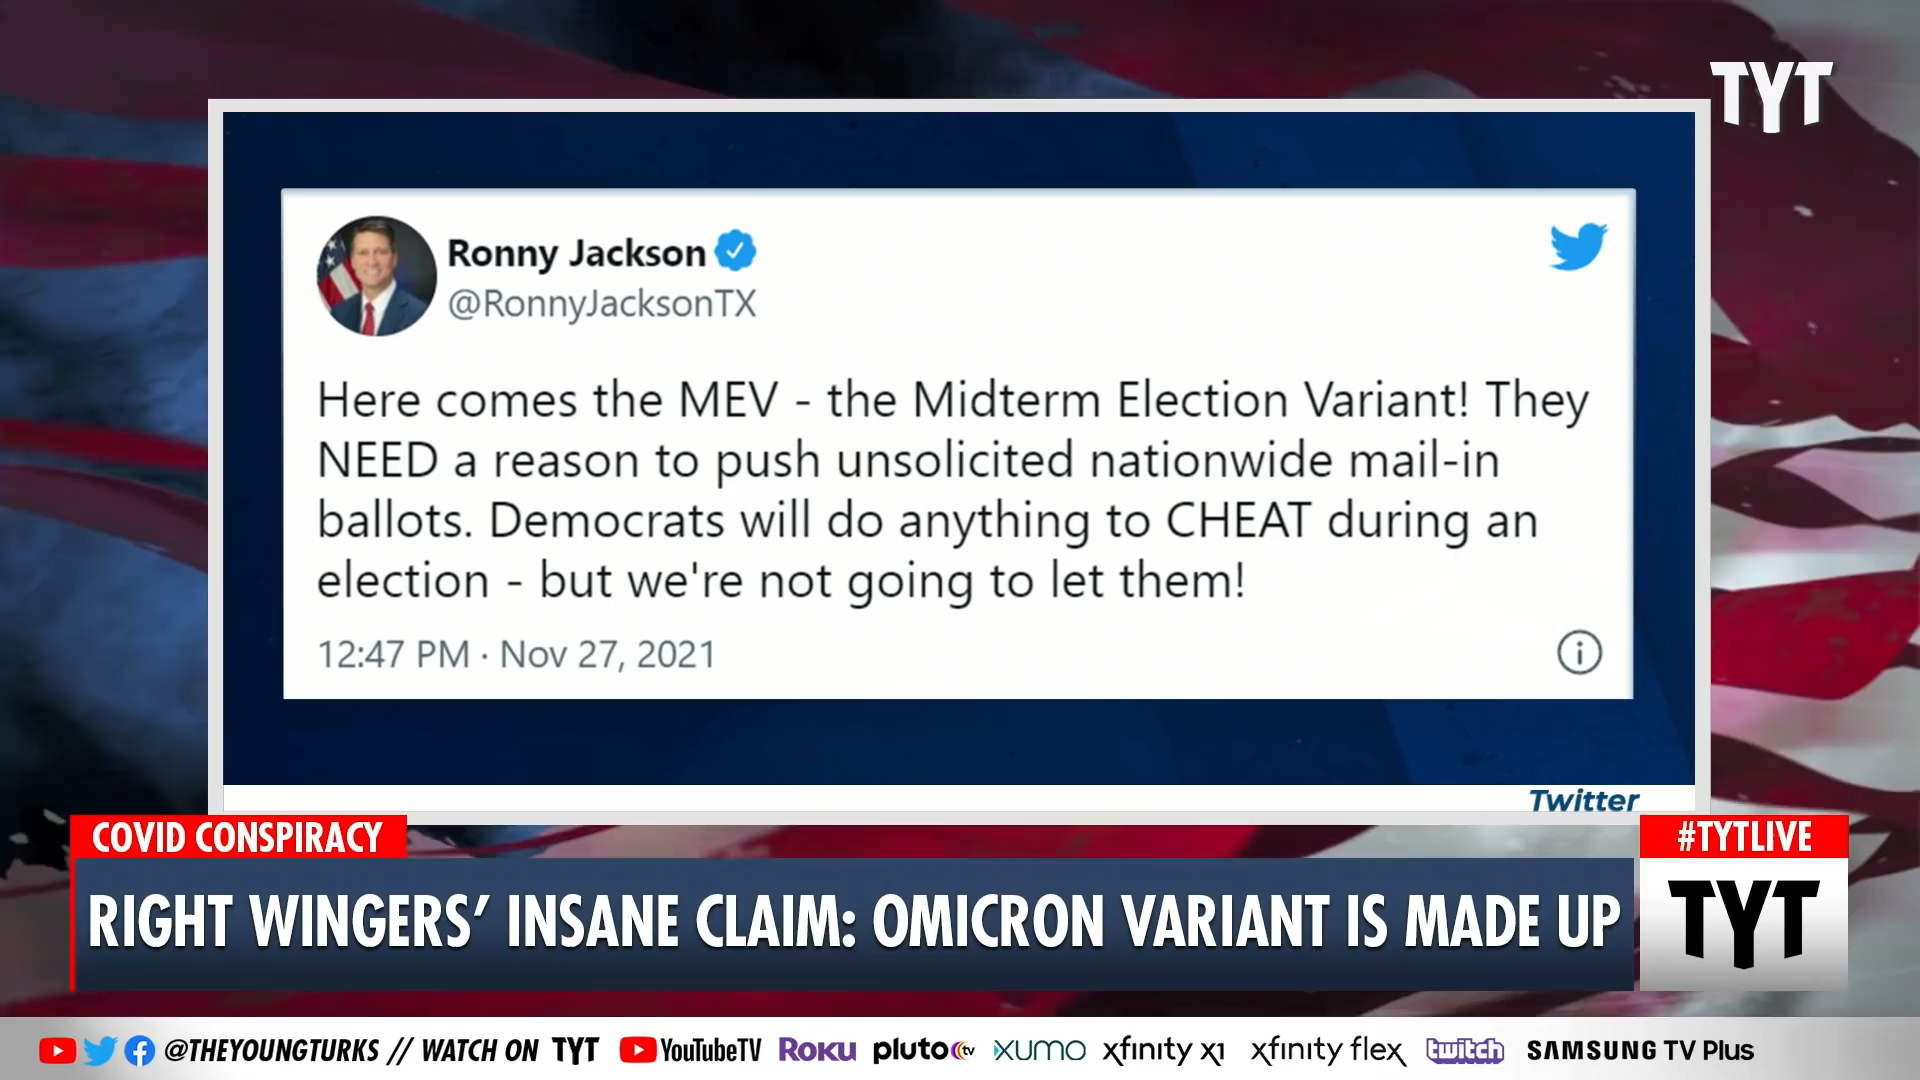 TYT
Ronny Jackson
@RonnyJacksonTX
Here comes the MEV - the Midterm Election Variant! They
NEED a reason to push unsolicited nationwide mail-in
ballots. Democrats will do anything to CHEAT during an
election - but we're not going to let them!
12:47 PM · Nov 27, 2021
Twitter
COVID CONSPIRACY
#TYTLIVE
RIGHT WINGERS’ INSANE CLAIM: OMICRON VARIANT IS MADE UP
TYT
@THEYOUNGTURKS // WATCH ON TYT YouTubeTV ROKU pluto tv XUMO xfinity x1 xfinity flex twitch SAMSUNG TV Plus